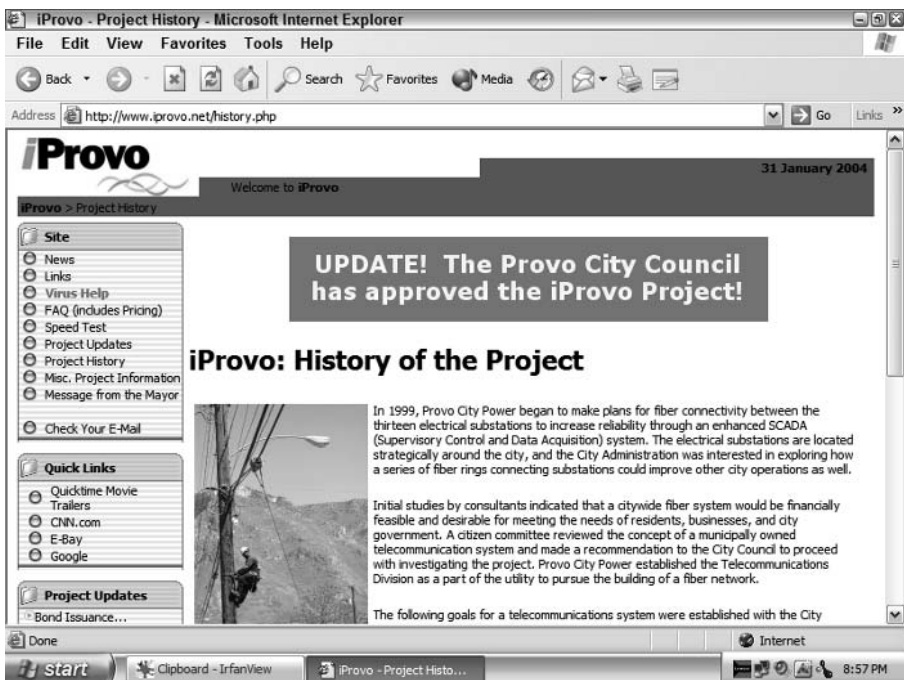 iProvo - Project History - Microsoft Internet Explorer
File Edit View Favorites Tools Help
Back Search Favorites Media
Address http://www.iprovo.net/history.php Go Links »
iProvo
31 January 2004
Welcome to iProvo
iProvo > Project History
Site
News
Links
Virus Help
FAQ (includes Pricing)
Speed Test
Project Updates
Project History
Misc. Project Information
Message from the Mayor
Check Your E-Mail
Quick Links
Quicktime Movie
Trailers
CNN.com
E-Bay
Google
Project Updates
Bond Issuance...
UPDATE! The Provo City Council
has approved the iProvo Project!
iProvo: History of the Project
In 1999, Provo City Power began to make plans for fiber connectivity between the
thirteen electrical substations to increase reliability through an enhanced SCADA
(Supervisory Control and Data Acquisition) system. The electrical substations are located
strategically around the city, and the City Administration was interested in exploring how
a series of fiber rings connecting substations could improve other city operations as well.
Initial studies by consultants indicated that a citywide fiber system would be financially
feasible and desirable for meeting the needs of residents, businesses, and city
government. A citizen committee reviewed the concept of a municipally owned
telecommunication system and made a recommendation to the City Council to proceed
with investigating the project. Provo City Power established the Telecommunications
Division as a part of the utility to pursue the building of a fiber network.
The following goals for a telecommunications system were established with the City
Done Internet
start Clipboard - IrfanView iProvo - Project Histo... 8:57 PM